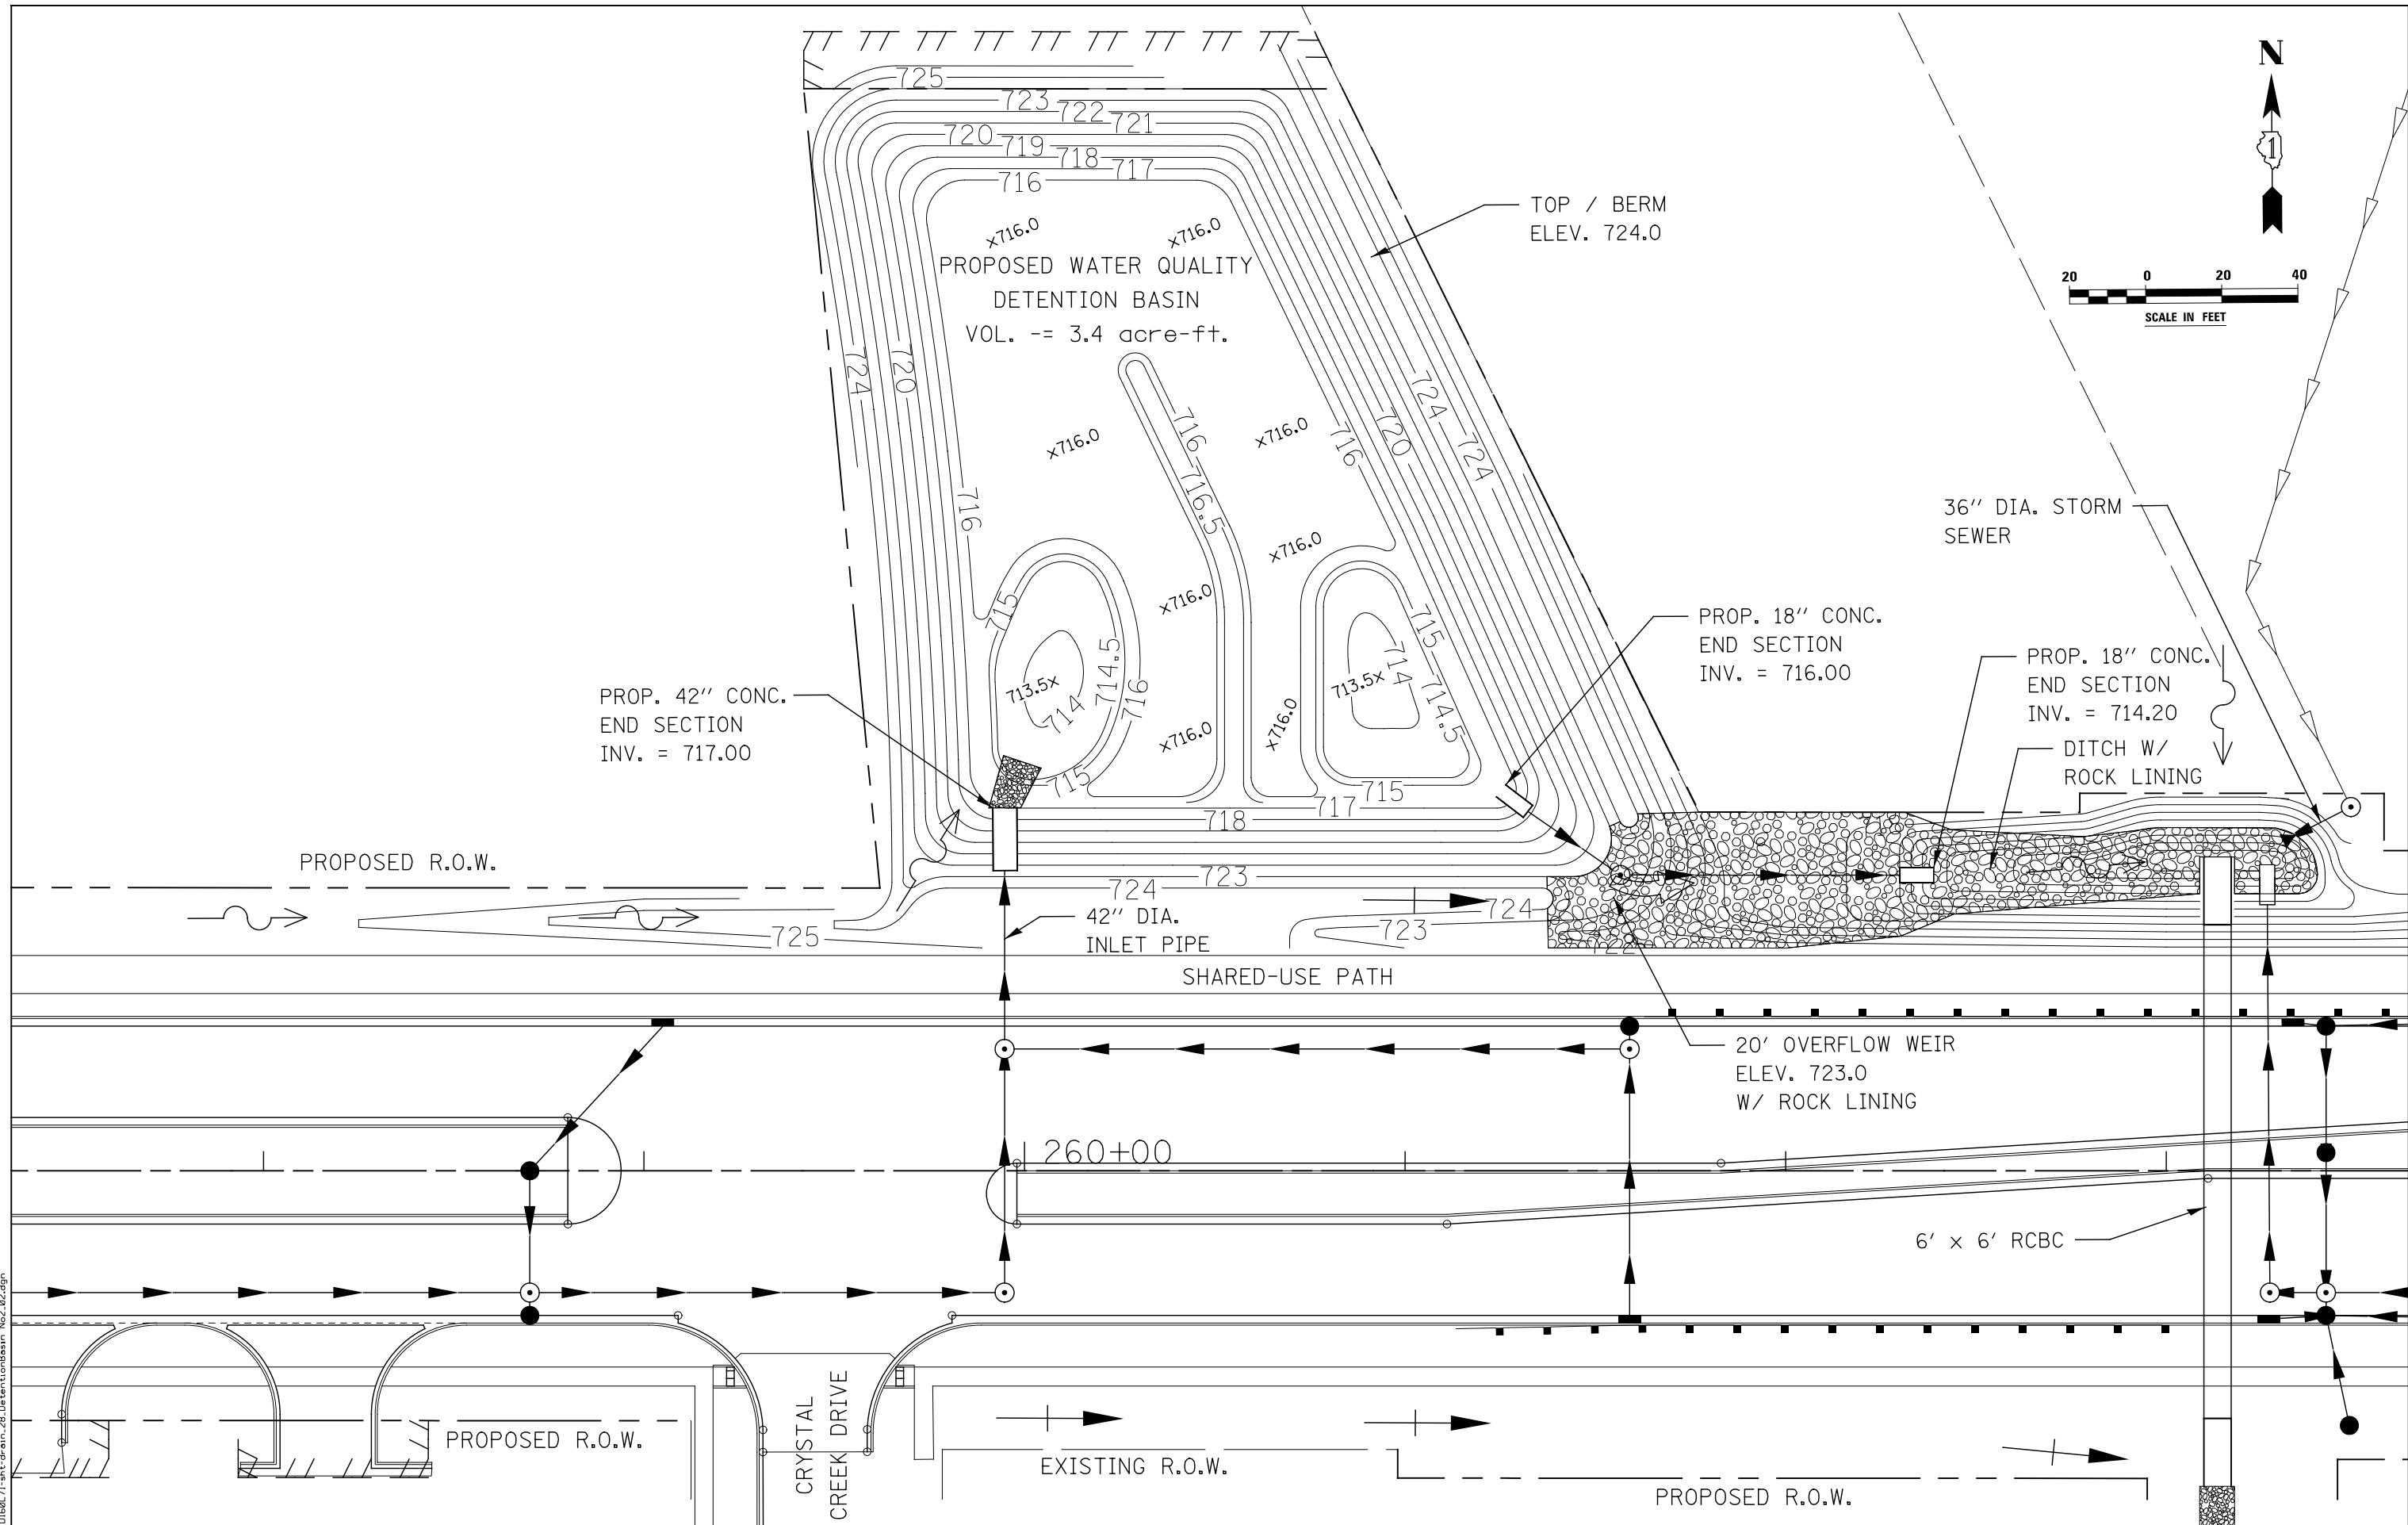 725
723
722
721
720
719
718
717
716
x716.0
x716.0
PROPOSED WATER QUALITY
DETENTION BASIN
VOL. -= 3.4 acre-ft.
TOP / BERM
ELEV. 724.0
N
1
20 0 20 40
SCALE IN FEET
724
720
724
724
720
716
716
716.5
716
x716.0
x716.0
x716.0
x716.0
x716.0
x716.0
715
714.5
716
713.5x
714
715
715
714
713.5x
714.5
715
717
718
36" DIA. STORM
SEWER
PROP. 18" CONC.
END SECTION
INV. = 716.00
PROP. 18" CONC.
END SECTION
INV. = 714.20
DITCH W/
ROCK LINING
PROP. 42" CONC.
END SECTION
INV. = 717.00
PROPOSED R.O.W.
723
724
724
723
725
722
42" DIA.
INLET PIPE
SHARED-USE PATH
20' OVERFLOW WEIR
ELEV. 723.0
W/ ROCK LINING
260+00
6' x 6' RCBC
CRYSTAL
CREEK DRIVE
PROPOSED R.O.W.
EXISTING R.O.W.
PROPOSED R.O.W.